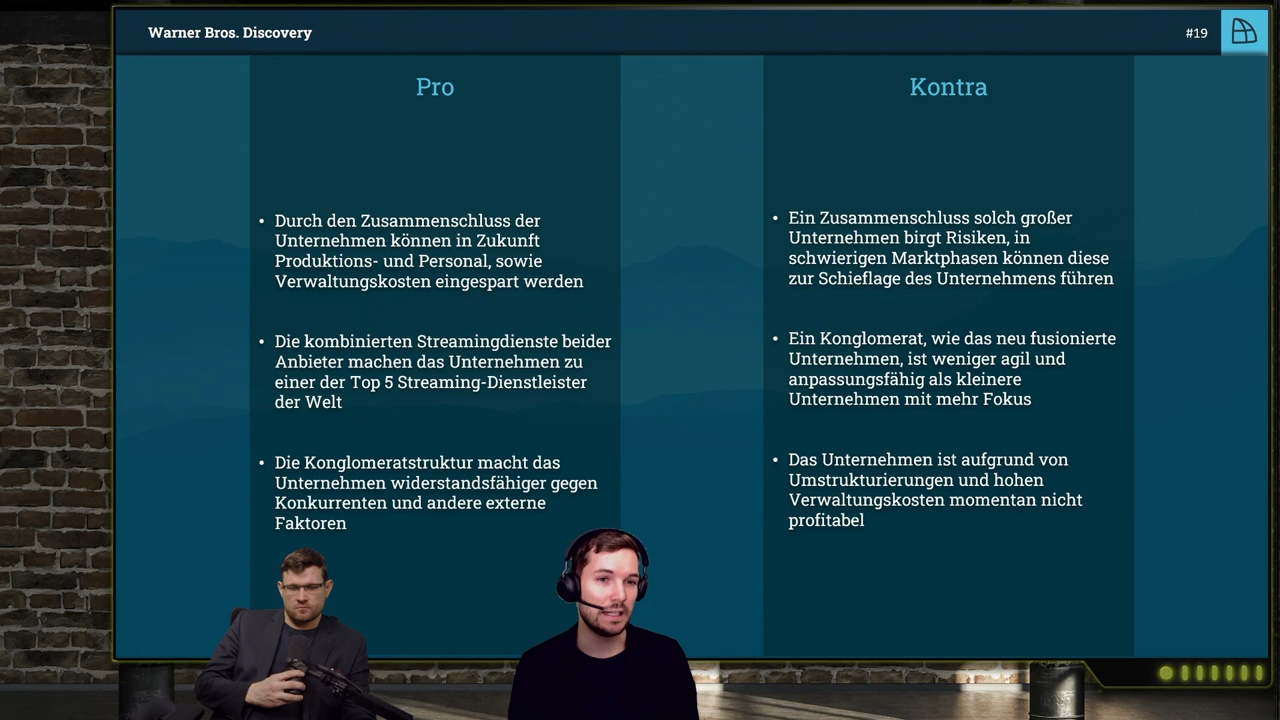 Warner Bros. Discovery
#19
Pro
• Durch den Zusammenschluss der
Unternehmen können in Zukunft
Produktions- und Personal, sowie
Verwaltungskosten eingespart werden
• Die kombinierten Streamingdienste beider
Anbieter machen das Unternehmen zu
einer der Top 5 Streaming-Dienstleister
der Welt
• Die Konglomeratstruktur macht das
Unternehmen widerstandsfähiger gegen
Konkurrenten und andere externe
Faktoren
Kontra
• Ein Zusammenschluss solch großer
Unternehmen birgt Risiken, in
schwierigen Marktphasen können diese
zur Schieflage des Unternehmens führen
• Ein Konglomerat, wie das neu fusionierte
Unternehmen, ist weniger agil und
anpassungsfähig als kleinere
Unternehmen mit mehr Fokus
• Das Unternehmen ist aufgrund von
Umstrukturierungen und hohen
Verwaltungskosten momentan nicht
profitabel